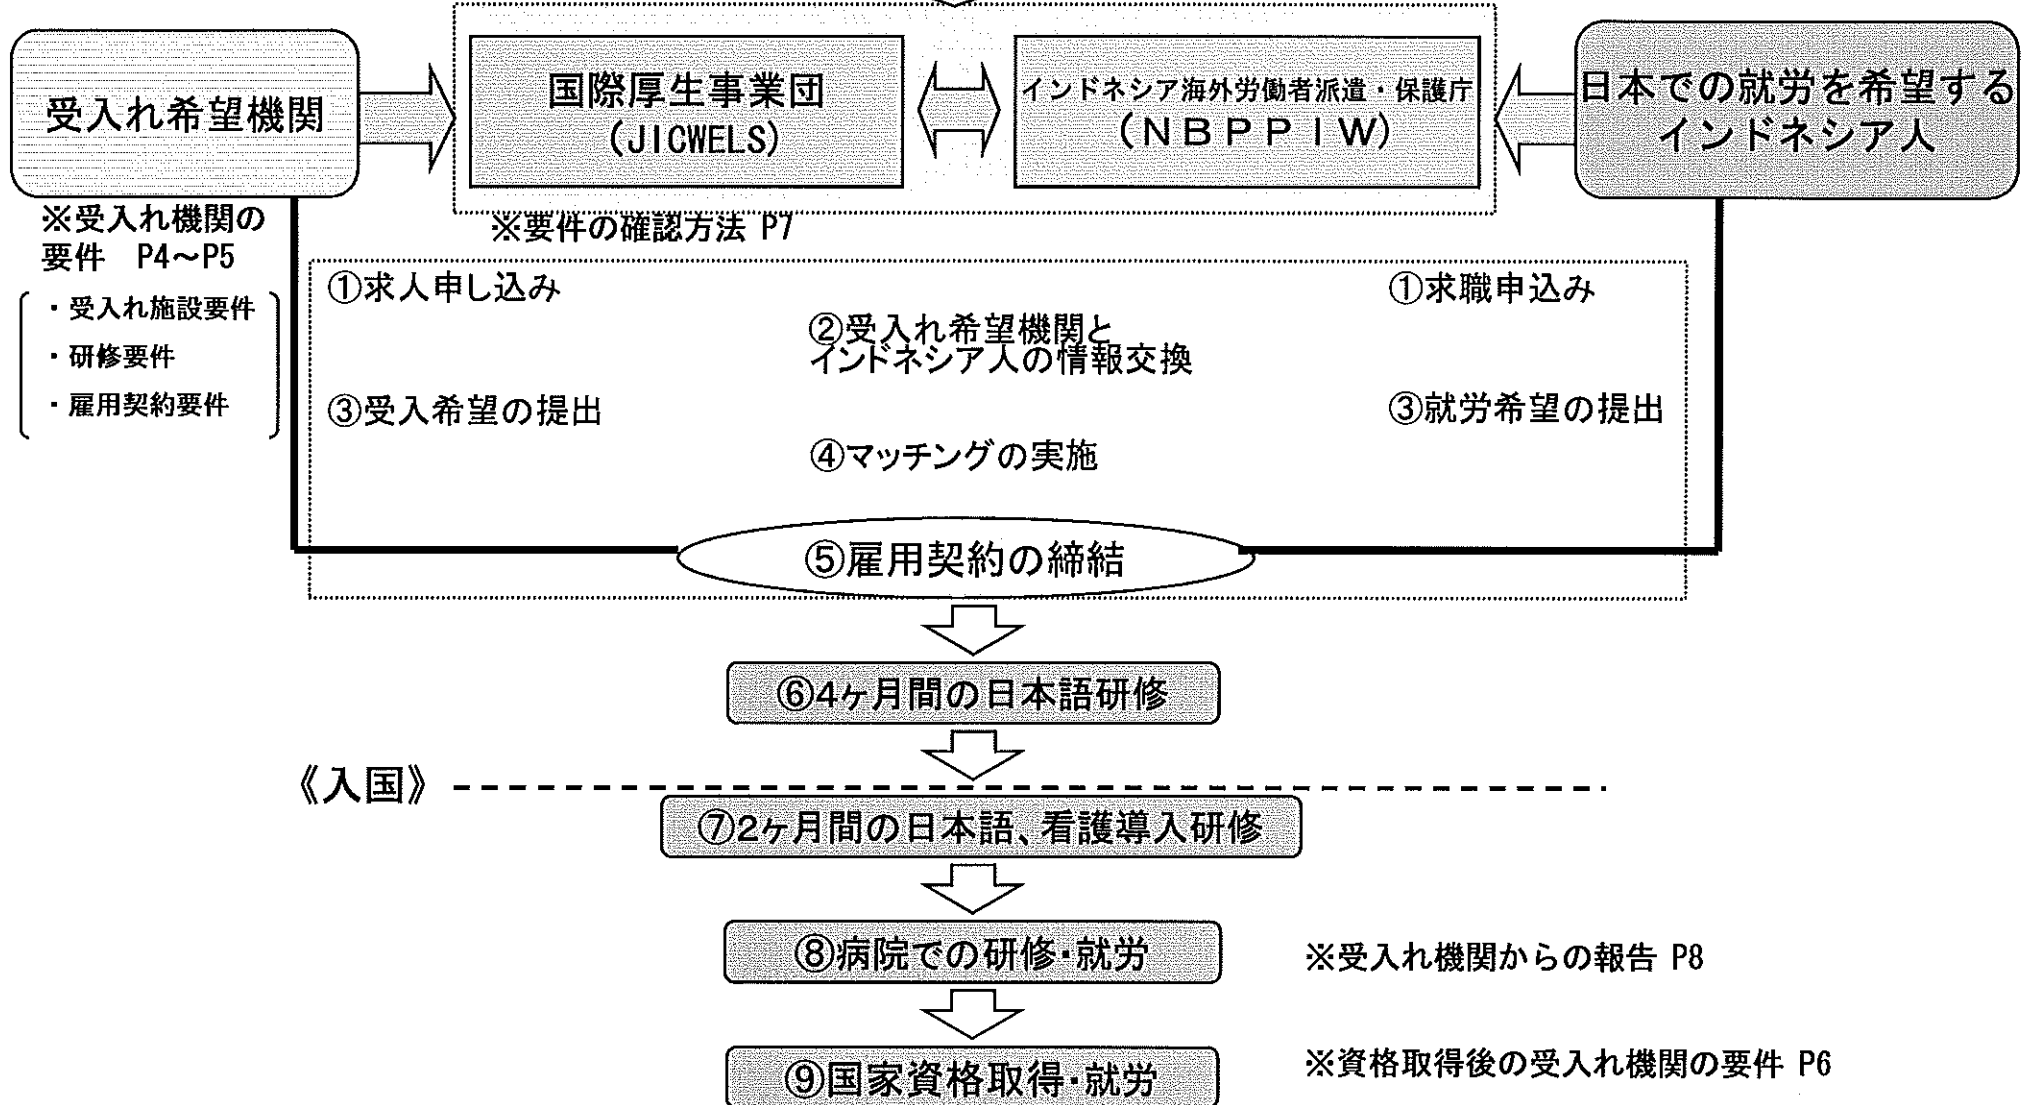 受入れ希望機関
国際厚生事業団
(JICWELS)
インドネシア海外労働者派遣・保護庁
(NBPPIW)
日本での就労を希望する
インドネシア人
※受入れ機関の
要件　P4～P5
・受入れ施設要件
・研修要件
・雇用契約要件
※要件の確認方法 P7
①求人申し込み
①求職申込み
②受入れ希望機関と
インドネシア人の情報交換
③受入希望の提出
③就労希望の提出
④マッチングの実施
⑤雇用契約の締結
⑥4ヶ月間の日本語研修
《入国》
⑦2ヶ月間の日本語、看護導入研修
⑧病院での研修・就労
※受入れ機関からの報告 P8
⑨国家資格取得・就労
※資格取得後の受入れ機関の要件 P6